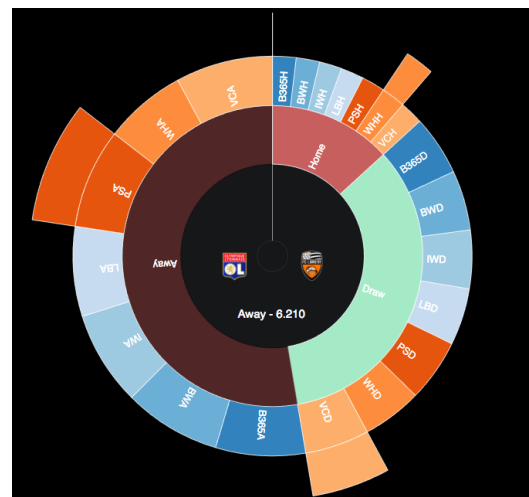 B365H
BWH
IWH
LBH
PSH
WHH
VCH
B365D
BWD
IWD
LBD
PSD
WHD
VCD
B365A
BWA
IWA
LBA
PSA
WHA
VCA
Home
Draw
Away
OL
Away - 6.210